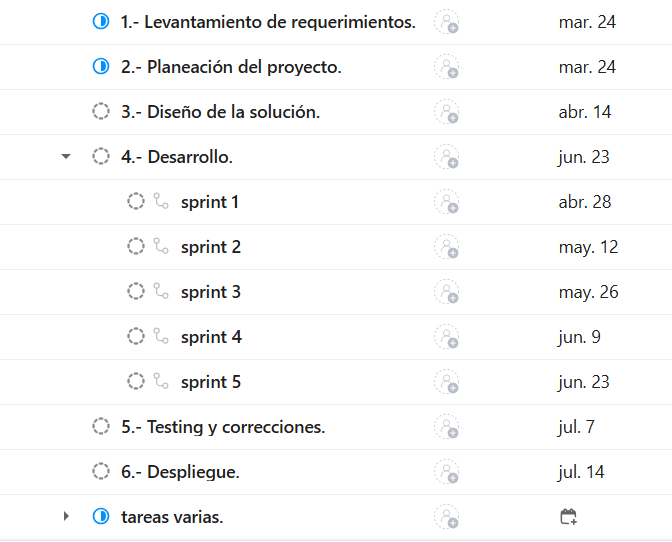 1.- Levantamiento de requerimientos. mar. 24
2.- Planeación del proyecto. mar. 24
3.- Diseño de la solución. abr. 14
4.- Desarrollo. jun. 23
sprint 1 abr. 28
sprint 2 may. 12
sprint 3 may. 26
sprint 4 jun. 9
sprint 5 jun. 23
5.- Testing y correcciones. jul. 7
6.- Despliegue. jul. 14
tareas varias.